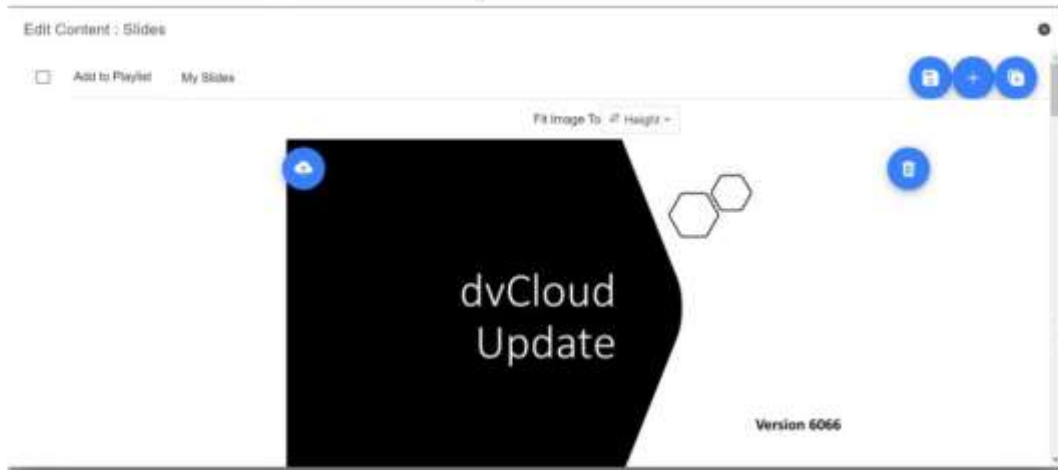 Edit Content : Slides
Add to Playlist My Slides
Fit Image To Height
dvCloud
Update
Version 6066